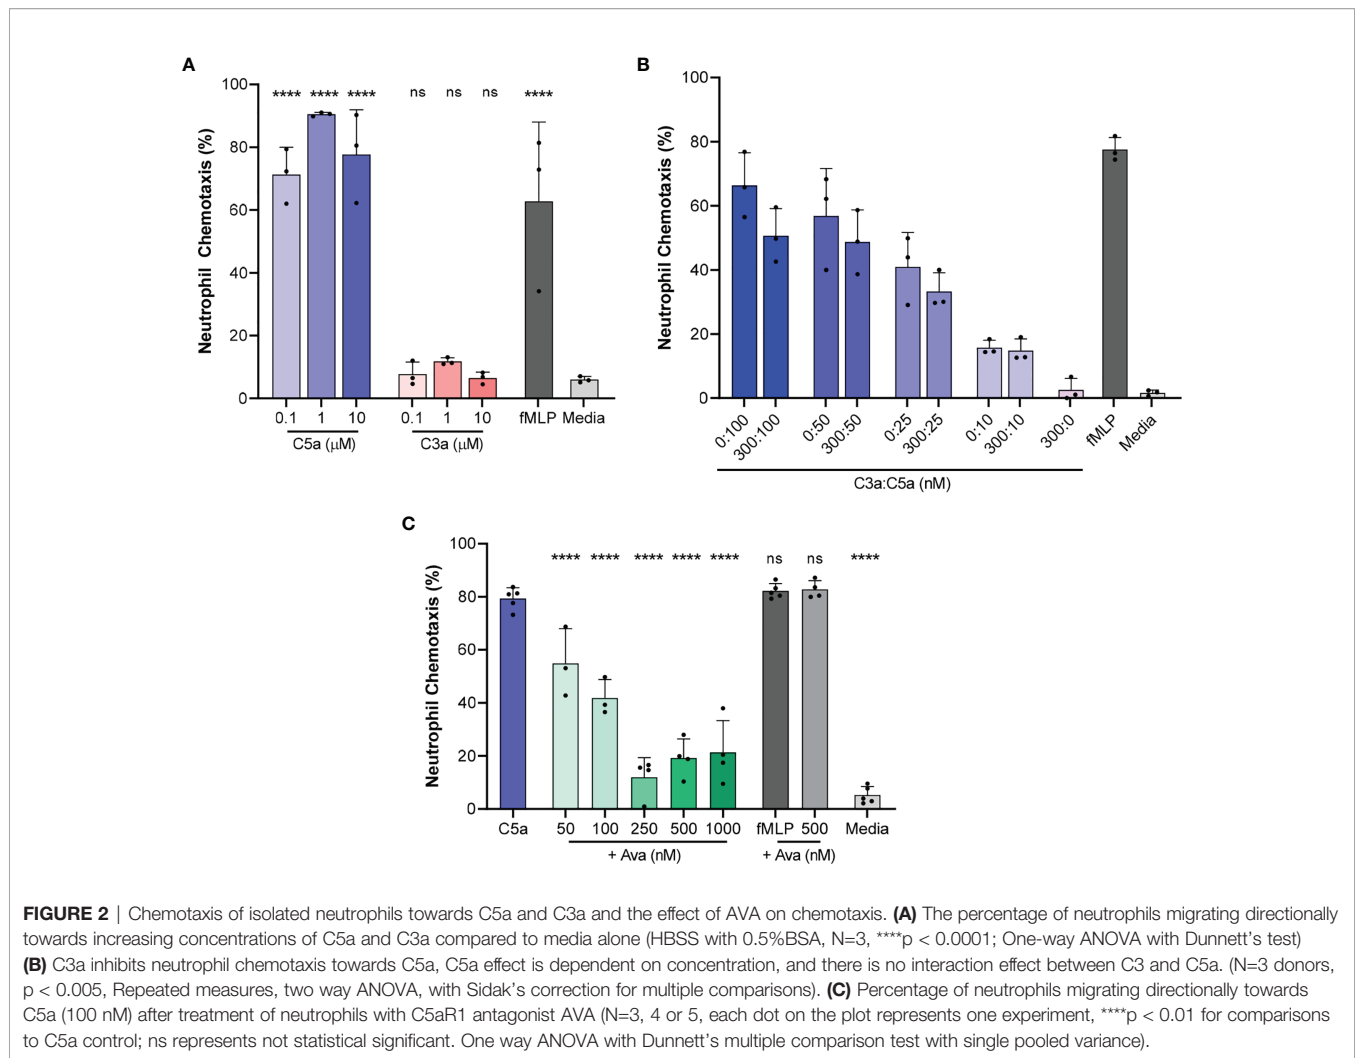 A
Neutrophil Chemotaxis (%)
100
80
60
40
20
0
**** **** **** ns ns ns ****
0.1 1 10 0.1 1 10 fMLP Media
C5a (µM) C3a (µM)
B
Neutrophil Chemotaxis (%)
100
80
60
40
20
0
0:100 300:100 0:50 300:50 0:25 300:25 0:10 300:10 300:0 fMLP Media
C3a:C5a (nM)
C
Neutrophil Chemotaxis (%)
100
80
60
40
20
0
**** **** **** **** **** ns ns ****
C5a 50 100 250 500 1000 fMLP 500 Media
+ Ava (nM) + Ava (nM)
FIGURE 2 | Chemotaxis of isolated neutrophils towards C5a and C3a and the effect of AVA on chemotaxis. (A) The percentage of neutrophils migrating directionally
towards increasing concentrations of C5a and C3a compared to media alone (HBSS with 0.5%BSA, N=3, ****p < 0.0001; One-way ANOVA with Dunnett's test)
(B) C3a inhibits neutrophil chemotaxis towards C5a, C5a effect is dependent on concentration, and there is no interaction effect between C3 and C5a. (N=3 donors,
p < 0.005, Repeated measures, two way ANOVA, with Sidak's correction for multiple comparisons). (C) Percentage of neutrophils migrating directionally towards
C5a (100 nM) after treatment of neutrophils with C5aR1 antagonist AVA (N=3, 4 or 5, each dot on the plot represents one experiment, ****p < 0.01 for comparisons
to C5a control; ns represents not statistical significant. One way ANOVA with Dunnett's multiple comparison test with single pooled variance).